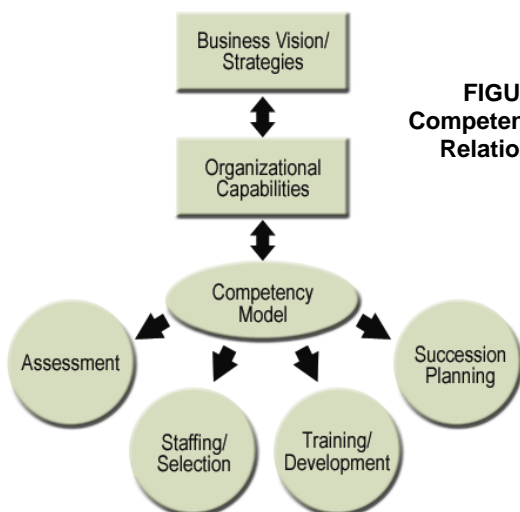 Business Vision/
Strategies
FIGU
Competen
Relatio
Organizational
Capabilities
Competency
Model
Assessment
Succession
Planning
Staffing/
Selection
Training/
Development